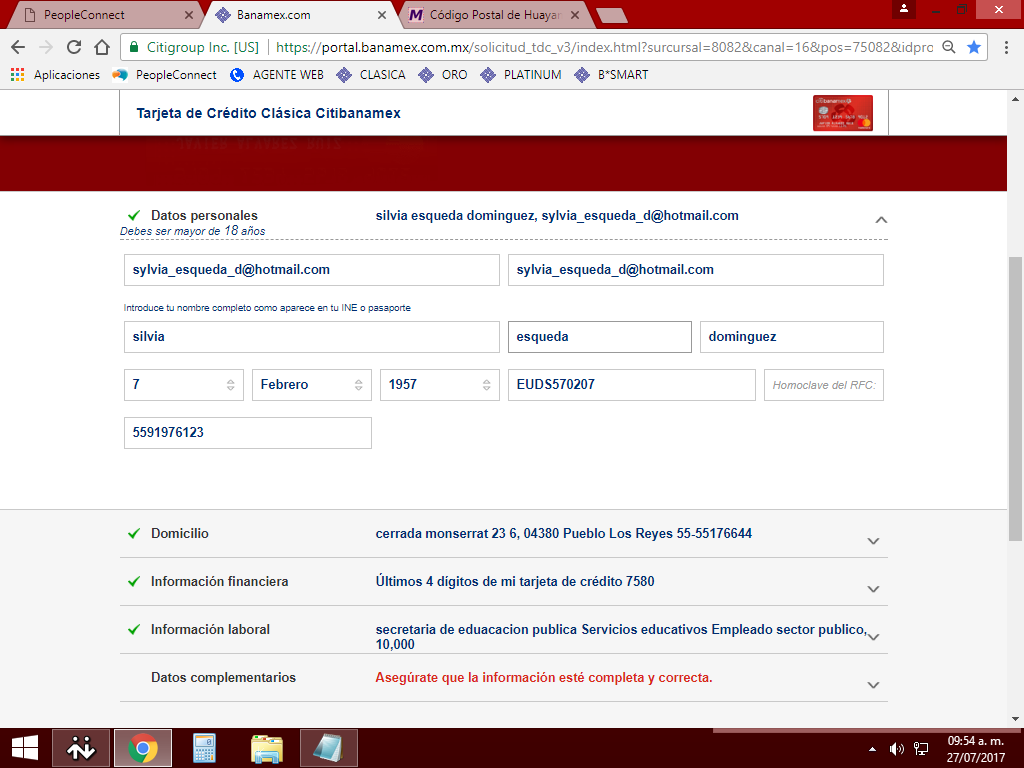 PeopleConnect
Banamex.com
Código Postal de Huayar
Citigroup Inc. [US]
https://portal.banamex.com.mx/solicitud_tdc_v3/index.html?surcursal=8082&canal=16&pos=75082&idpro
Aplicaciones PeopleConnect AGENTE WEB CLASICA ORO PLATINUM B*SMART
Tarjeta de Crédito Clásica Citibanamex
Datos personales silvia esqueda dominguez, sylvia_esqueda_d@hotmail.com
Debes ser mayor de 18 años
sylvia_esqueda_d@hotmail.com sylvia_esqueda_d@hotmail.com
Introduce tu nombre completo como aparece en tu INE o pasaporte
silvia esqueda dominguez
7 Febrero 1957 EUDS570207 Homoclave del RFC:
5591976123
Domicilio cerrada monserrat 23 6, 04380 Pueblo Los Reyes 55-55176644
Información financiera Últimos 4 dígitos de mi tarjeta de crédito 7580
Información laboral secretaria de eduacacion publica Servicios educativos Empleado sector publico,
10,000
Datos complementarios Asegúrate que la información esté completa y correcta.
09:54 a. m.
27/07/2017